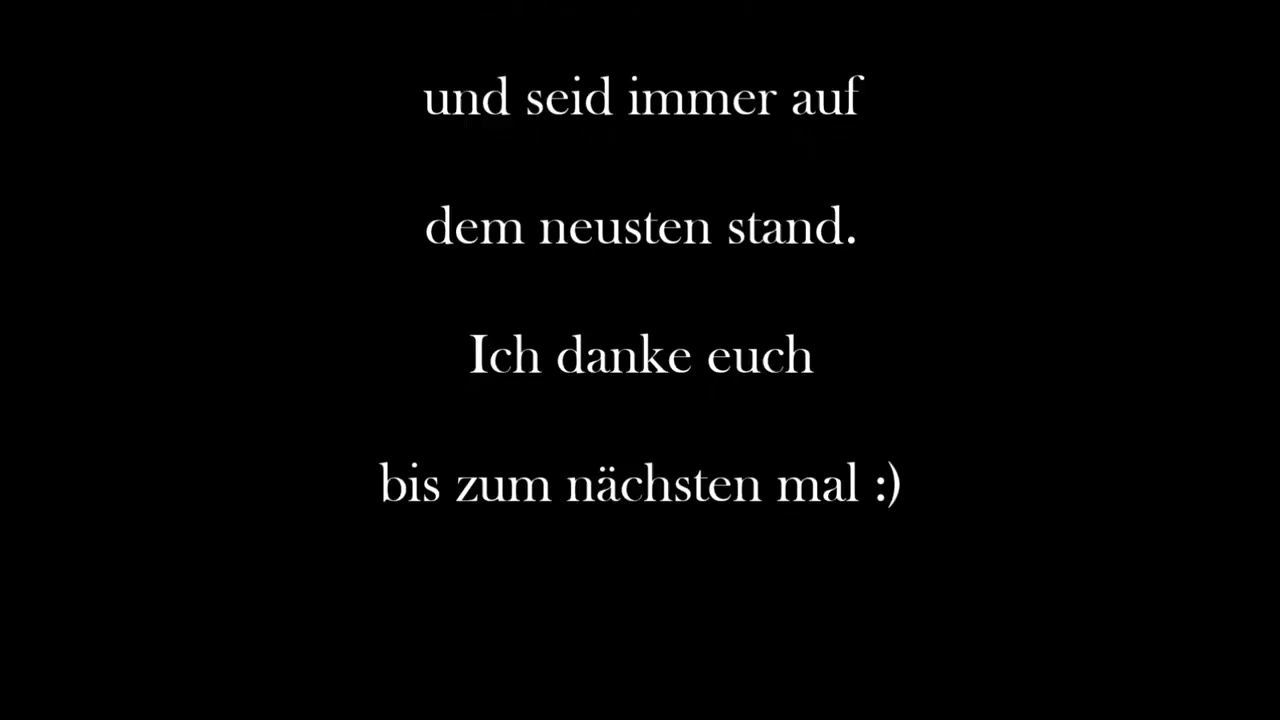 und seid immer auf
dem neusten stand.
Ich danke euch
bis zum nächsten mal :)